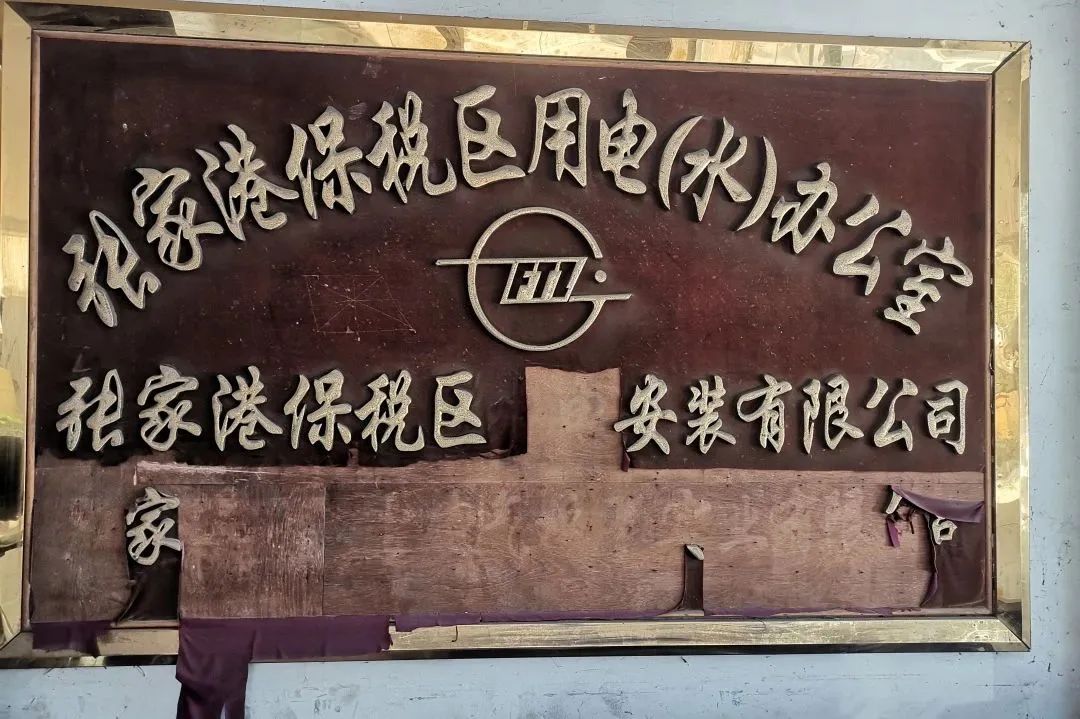 张家港保税区用电(水)办公室
FTZ
张家港保税区 安装有限公司
家